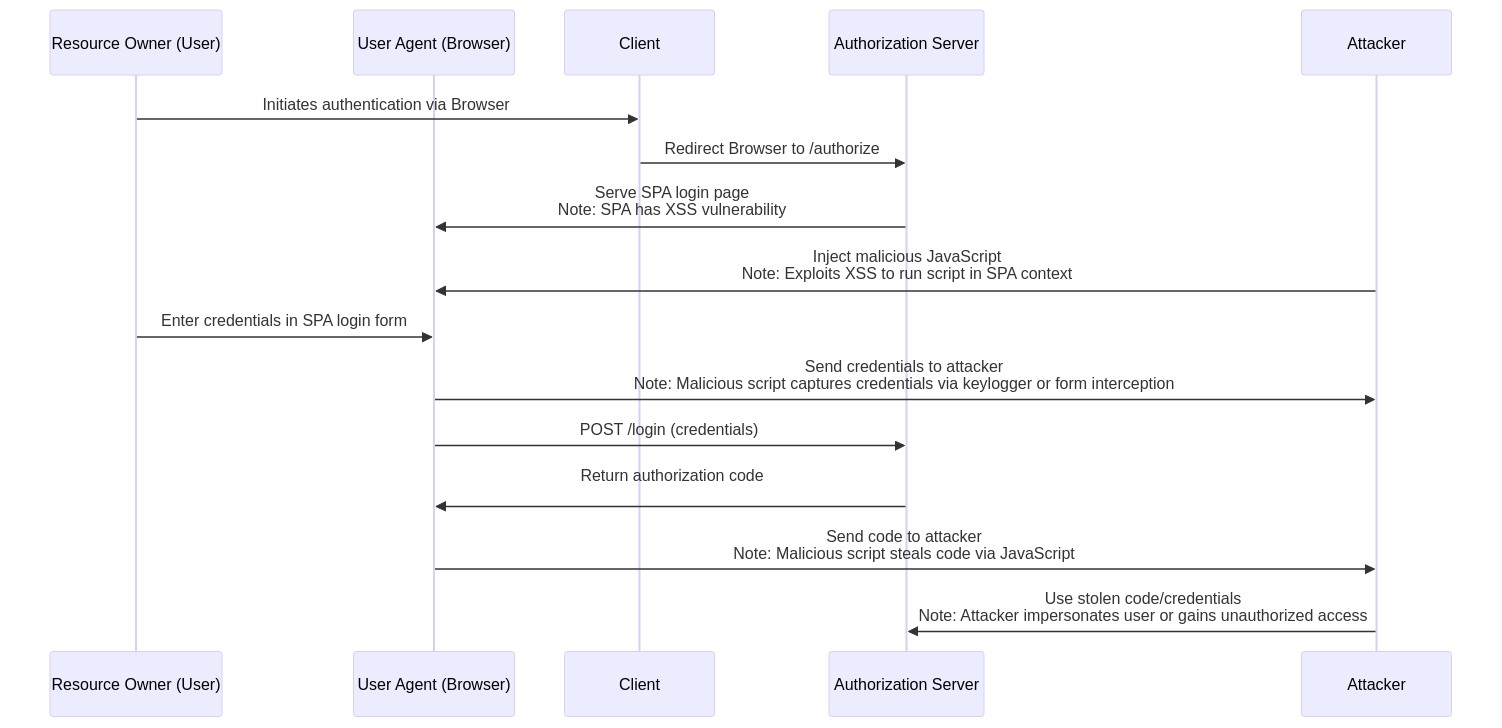 Resource Owner (User)
User Agent (Browser)
Client
Authorization Server
Attacker
Initiates authentication via Browser
Redirect Browser to /authorize
Serve SPA login page
Note: SPA has XSS vulnerability
Inject malicious JavaScript
Note: Exploits XSS to run script in SPA context
Enter credentials in SPA login form
Send credentials to attacker
Note: Malicious script captures credentials via keylogger or form interception
POST /login (credentials)
Return authorization code
Send code to attacker
Note: Malicious script steals code via JavaScript
Use stolen code/credentials
Note: Attacker impersonates user or gains unauthorized access
Resource Owner (User)
User Agent (Browser)
Client
Authorization Server
Attacker